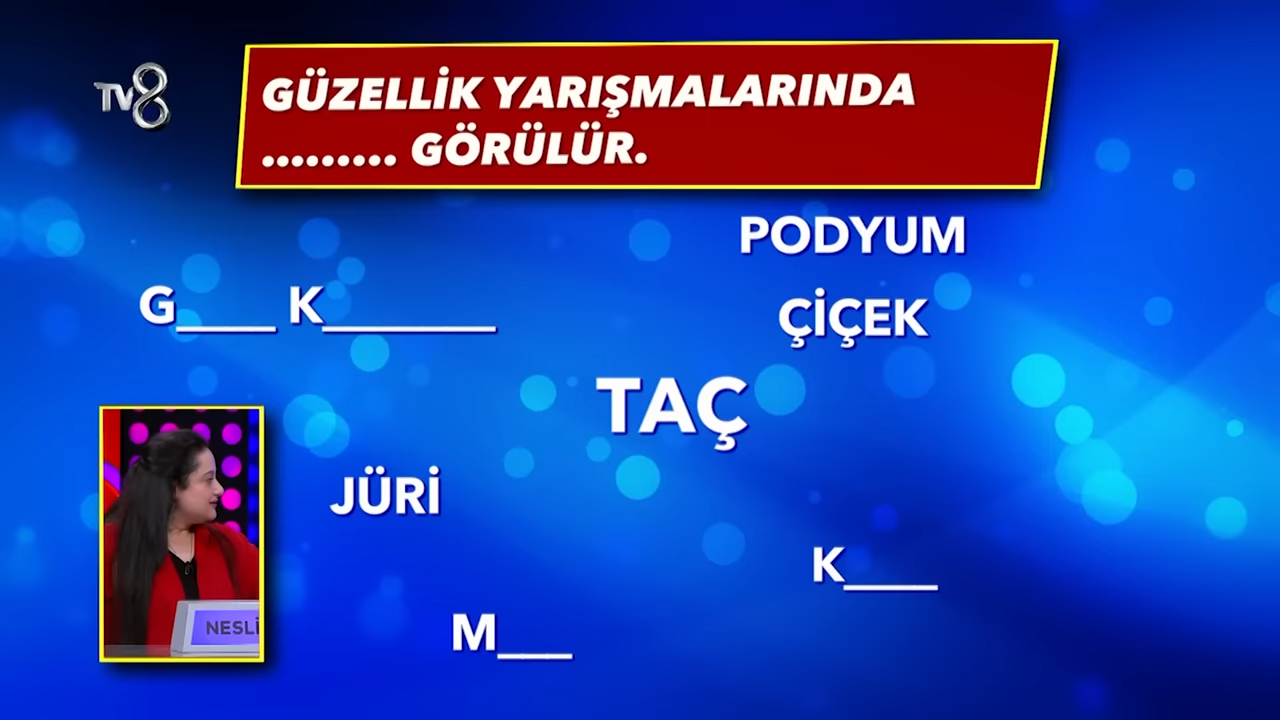 TV8
GÜZELLİK YARIŞMALARINDA
......... GÖRÜLÜR.
PODYUM
G____ K_______
ÇİÇEK
TAÇ
JÜRİ
K____
M___
NESLİ